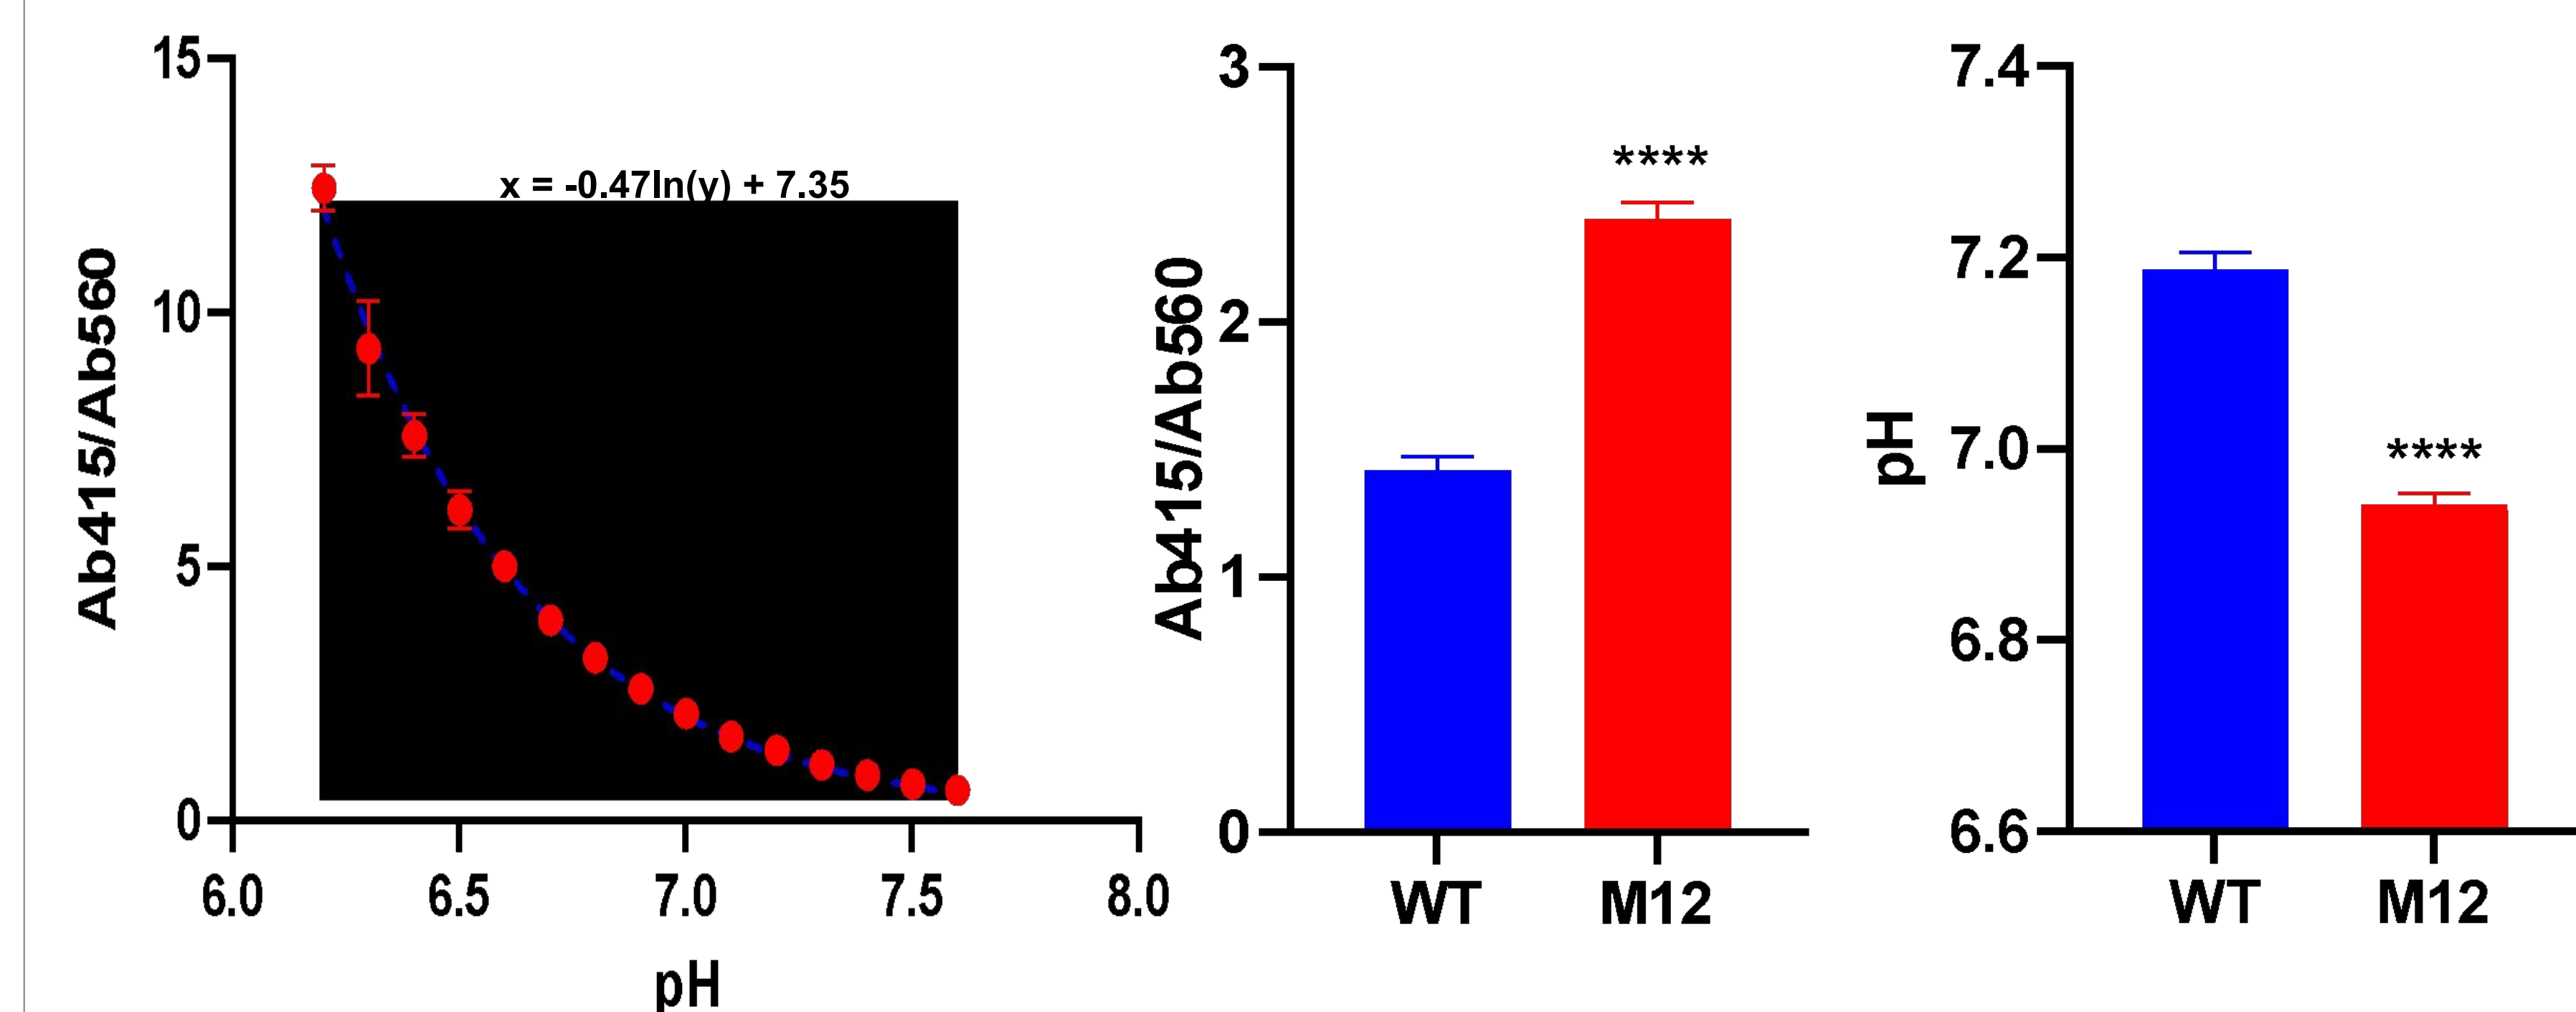 15
10
5
0
Ab415/Ab560
x = -0.47ln(y) + 7.35
6.0 6.5 7.0 7.5 8.0
pH
3
2
1
0
Ab415/Ab560
****
WT M12
7.4
7.2
7.0
6.8
6.6
pH
****
WT M12